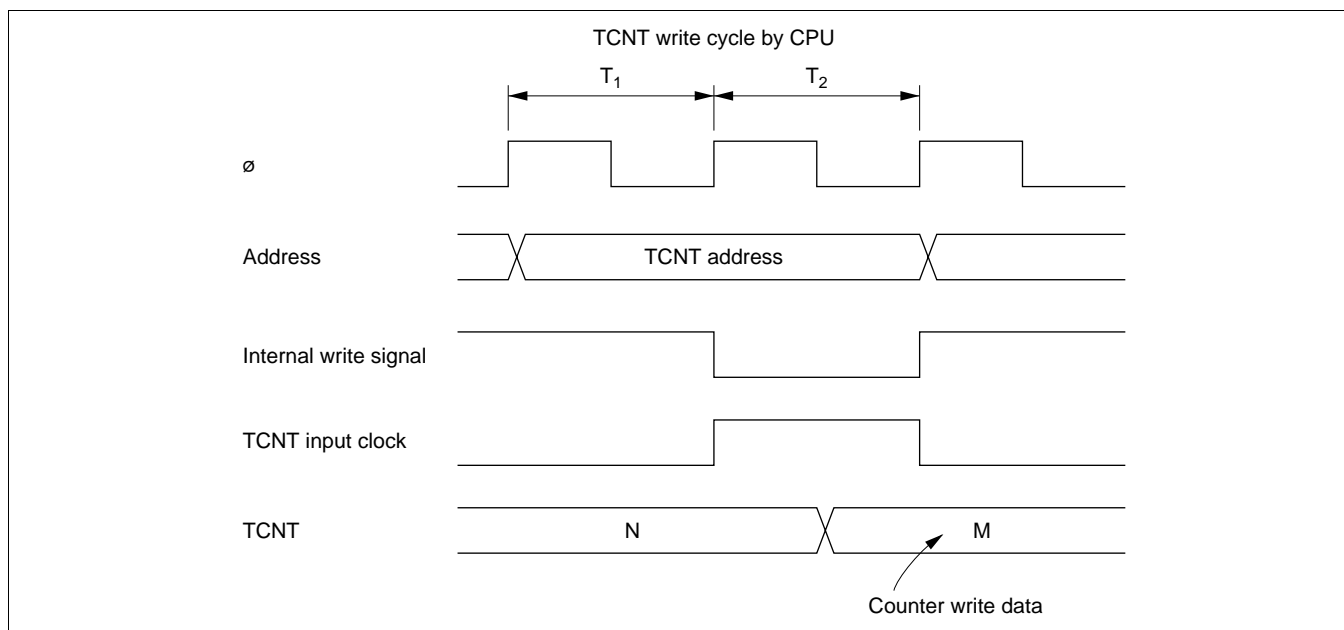 TCNT write cycle by CPU
T₁ T₂
ø
Address TCNT address
Internal write signal
TCNT input clock
TCNT N M
Counter write data